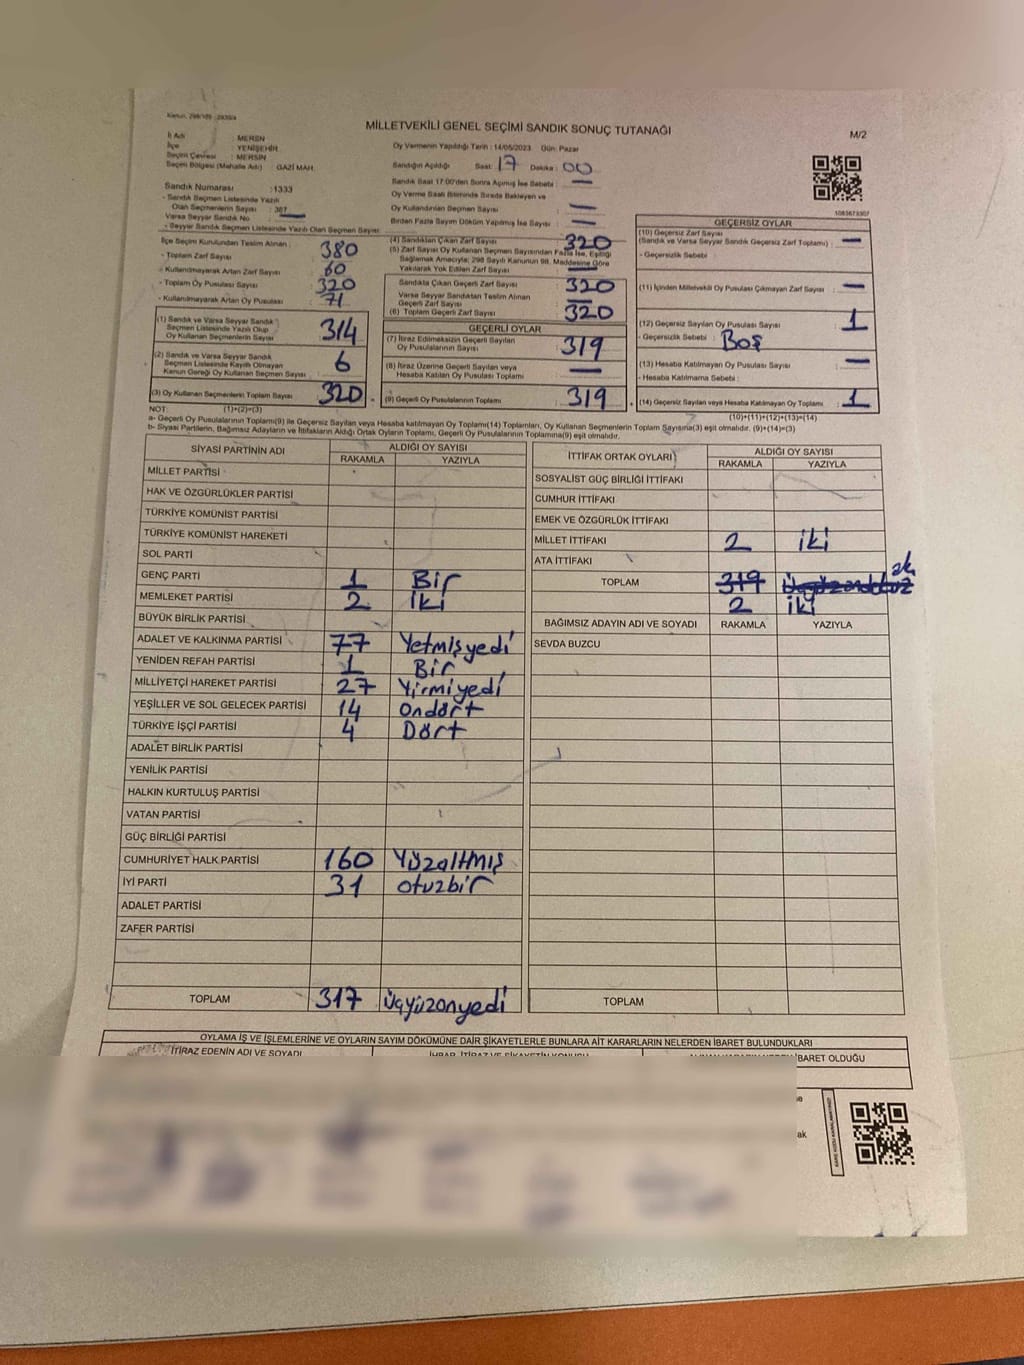 MİLLETVEKİLİ GENEL SEÇİMİ SANDIK SONUÇ TUTANAĞI
M/2
İl Adı : MERSİN
İlçe : YENİŞEHİR
Seçim Çevresi : MERSİN
Seçim Bölgesi (Mahalle Adı) GAZİ MAH.
Oy Vermenin Yapıldığı Tarih : 14/05/2023 Gün: Pazar
Sandığın Açıldığı Saat: 17 Dakika: 00
Sandık Saat 17:00'den Sonra Açılmış İse Sebebi : —
Oy Verme Saati Bitiminde Sırada Bekleyen ve
Oy Kullandırılan Seçmen Sayısı : —
Birden Fazla Sayım Döküm Yapılmış İse Sayısı : —
Sandık Numarası : 1333
- Sandık Seçmen Listesinde Yazılı
Olan Seçmenlerin Sayısı : 387
Varsa Seyyar Sandık No —
- Seyyar Sandık Seçmen Listesinde Yazılı Olan Seçmen Sayısı :
İlçe Seçim Kurulundan Teslim Alınan :
- Toplam Zarf Sayısı : 380
- Kullanılmayarak Artan Zarf Sayısı : 60
- Toplam Oy Pusulası Sayısı : 320
- Kullanılmayarak Artan Oy Pusulası : 71
(1) Sandık ve Varsa Seyyar Sandık
Seçmen Listesinde Yazılı Olup
Oy Kullanan Seçmenlerin Sayısı : 314
(2) Sandık ve Varsa Seyyar Sandık
Seçmen Listesinde Kayıtlı Olmayan
Kanun Gereği Oy Kullanan Seçmen Sayısı : 6
(3) Oy Kullanan Seçmenlerin Toplam Sayısı : 320
(4) Sandıktan Çıkan Zarf Sayısı : 320
(5) Zarf Sayısı Oy Kullanan Seçmen Sayısından Fazla İse, Eşitliği
Sağlamak Amacıyla; 298 Sayılı Kanunun 98. Maddesine Göre
Yakılarak Yok Edilen Zarf Sayısı : —
Sandıkta Çıkan Geçerli Zarf Sayısı : 320
Varsa Seyyar Sandıktan Teslim Alınan
Geçerli Zarf Sayısı : —
(6) Toplam Geçerli Zarf Sayısı : 320
GEÇERLİ OYLAR
(7) İtiraz Edilmeksizin Geçerli Sayılan
Oy Pusulalarının Sayısı : 319
(8) İtiraz Üzerine Geçerli Sayılan veya
Hesaba Katılan Oy Pusulası Toplamı : —
(9) Geçerli Oy Pusulalarının Toplamı : 319
1083673307
GEÇERSİZ OYLAR
(10) Geçersiz Zarf Sayısı
(Sandık ve Varsa Seyyar Sandık Geçersiz Zarf Toplamı) : —
- Geçersizlik Sebebi :
(11) İçinden Milletvekili Oy Pusulası Çıkmayan Zarf Sayısı : —
(12) Geçersiz Sayılan Oy Pusulası Sayısı : 1
- Geçersizlik Sebebi : Boş
(13) Hesaba Katılmayan Oy Pusulası Sayısı : —
- Hesaba Katılmama Sebebi :
(14) Geçersiz Sayılan veya Hesaba Katılmayan Oy Toplamı : 1
NOT: (1)+(2)=(3) (10)+(11)+(12)+(13)=(14)
a- Geçerli Oy Pusulalarının Toplamı(9) ile Geçersiz Sayılan veya Hesaba katılmayan Oy Toplamı(14) Toplamları, Oy Kullanan Seçmenlerin Toplam Sayısına(3) eşit olmalıdır. (9)+(14)=(3)
b- Siyasi Partilerin, Bağımsız Adayların ve İttifakların Aldığı Ortak Oyların Toplamı, Geçerli Oy Pusulalarının Toplamına(9) eşit olmalıdır.
SİYASİ PARTİNİN ADI ALDIĞI OY SAYISI
RAKAMLA YAZIYLA
MİLLET PARTİSİ
HAK VE ÖZGÜRLÜKLER PARTİSİ
TÜRKİYE KOMÜNİST PARTİSİ
TÜRKİYE KOMÜNİST HAREKETİ
SOL PARTİ
GENÇ PARTİ 1 Bir
MEMLEKET PARTİSİ 2 iki
BÜYÜK BİRLİK PARTİSİ
ADALET VE KALKINMA PARTİSİ 77 Yetmişyedi
YENİDEN REFAH PARTİSİ 1 Bir
MİLLİYETÇİ HAREKET PARTİSİ 27 Yirmiyedi
YEŞİLLER VE SOL GELECEK PARTİSİ 14 Ondört
TÜRKİYE İŞÇİ PARTİSİ 4 Dört
ADALET BİRLİK PARTİSİ
YENİLİK PARTİSİ
HALKIN KURTULUŞ PARTİSİ
VATAN PARTİSİ
GÜÇ BİRLİĞİ PARTİSİ
CUMHURİYET HALK PARTİSİ 160 Yüzaltmış
İYİ PARTİ 31 otuzbir
ADALET PARTİSİ
ZAFER PARTİSİ
TOPLAM 317 üçyüzonyedi
İTTİFAK ORTAK OYLARI ALDIĞI OY SAYISI
RAKAMLA YAZIYLA
SOSYALİST GÜÇ BİRLİĞİ İTTİFAKI
CUMHUR İTTİFAKI
EMEK VE ÖZGÜRLÜK İTTİFAKI
MİLLET İTTİFAKI 2 iki
ATA İTTİFAKI
TOPLAM 319 üçyüzondokuz
2 iki
BAĞIMSIZ ADAYIN ADI VE SOYADI RAKAMLA YAZIYLA
SEVDA BUZCU
TOPLAM
OYLAMA İŞ VE İŞLEMLERİNE VE OYLARIN SAYIM DÖKÜMÜNE DAİR ŞİKAYETLERLE BUNLARA AİT KARARLARIN NELERDEN İBARET BULUNDUKLARI
İTİRAZ EDENİN ADI VE SOYADI
İBARET OLDUĞU